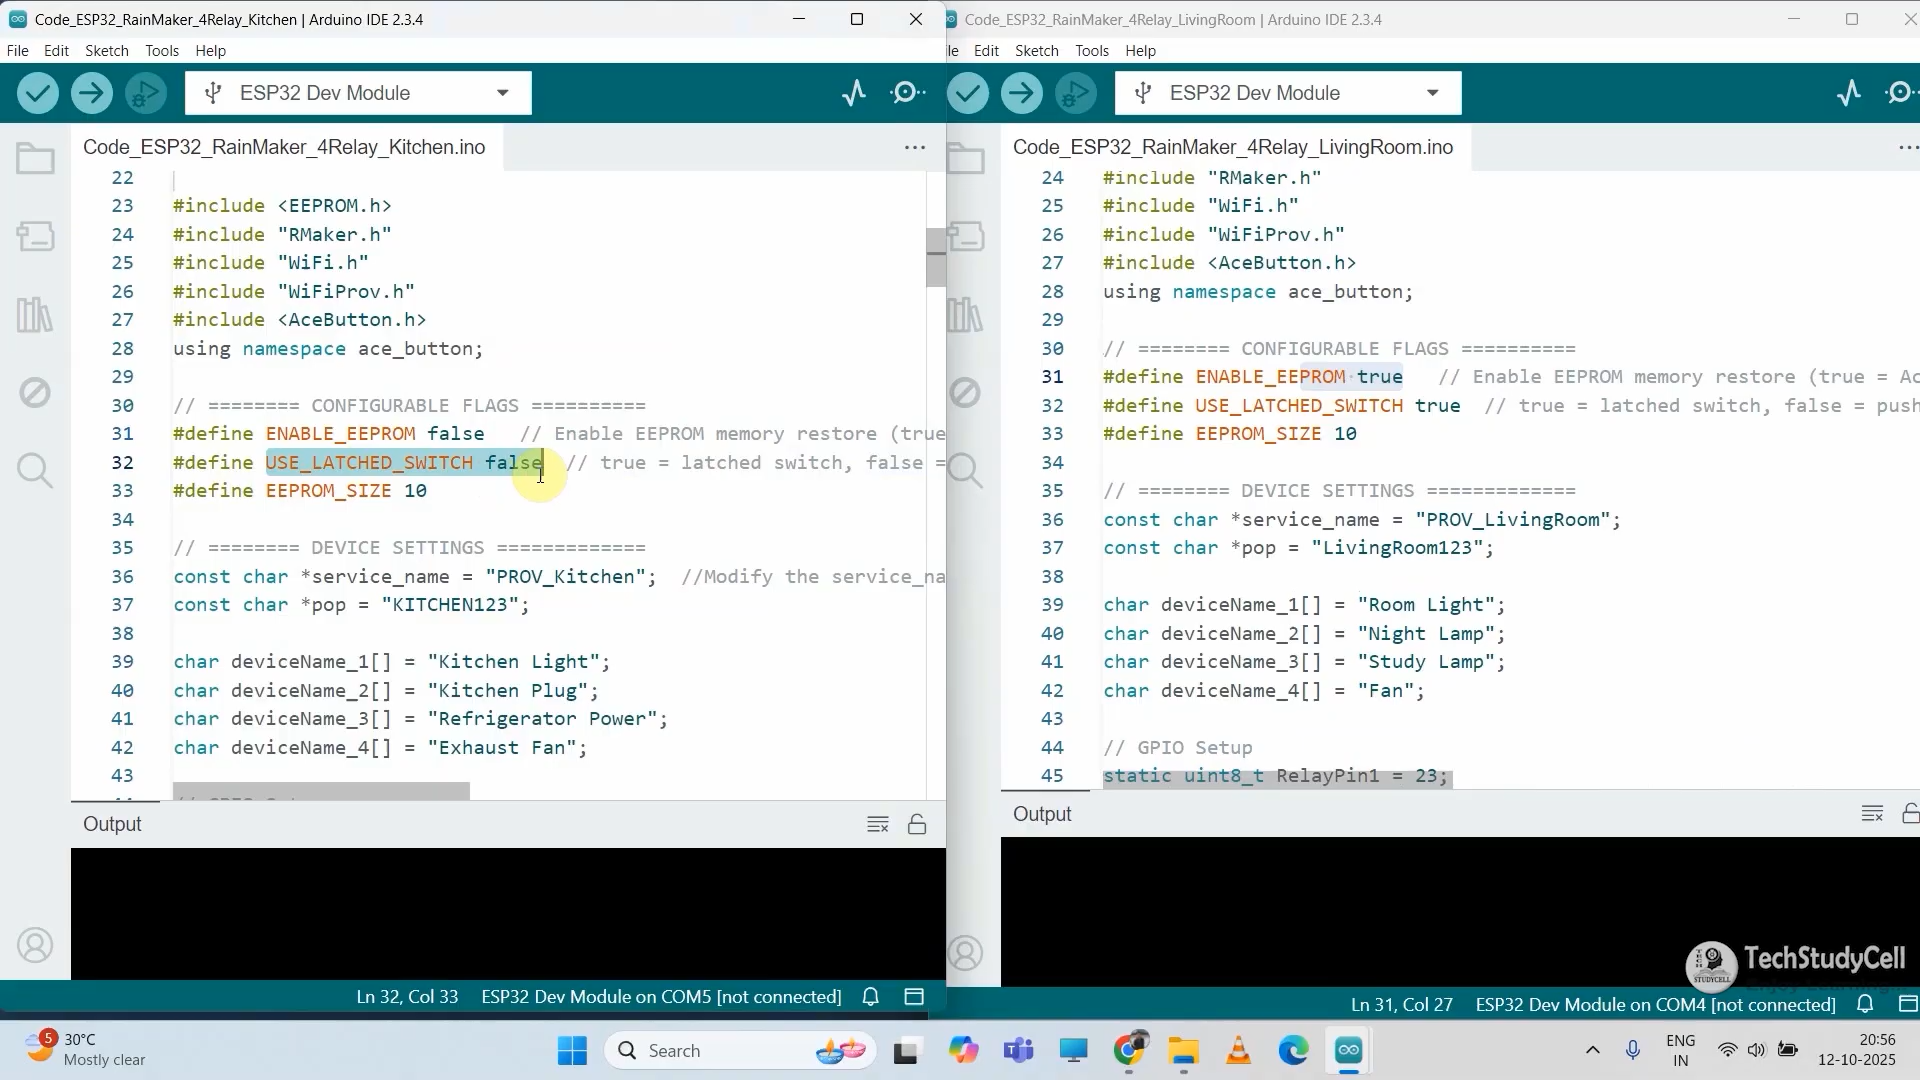 Code_ESP32_RainMaker_4Relay_Kitchen | Arduino IDE 2.3.4
File Edit Sketch Tools Help
ESP32 Dev Module
Code_ESP32_RainMaker_4Relay_Kitchen.ino
22
23 #include <EEPROM.h>
24 #include "RMaker.h"
25 #include "WiFi.h"
26 #include "WiFiProv.h"
27 #include <AceButton.h>
28 using namespace ace_button;
29
30 // ======== CONFIGURABLE FLAGS ==========
31 #define ENABLE_EEPROM false // Enable EEPROM memory restore (true
32 #define USE_LATCHED_SWITCH false // true = latched switch, false =
33 #define EEPROM_SIZE 10
34
35 // ======== DEVICE SETTINGS =============
36 const char *service_name = "PROV_Kitchen"; //Modify the service_na
37 const char *pop = "KITCHEN123";
38
39 char deviceName_1[] = "Kitchen Light";
40 char deviceName_2[] = "Kitchen Plug";
41 char deviceName_3[] = "Refrigerator Power";
42 char deviceName_4[] = "Exhaust Fan";
43
Output
Ln 32, Col 33 ESP32 Dev Module on COM5 [not connected]
Code_ESP32_RainMaker_4Relay_LivingRoom | Arduino IDE 2.3.4
le Edit Sketch Tools Help
ESP32 Dev Module
Code_ESP32_RainMaker_4Relay_LivingRoom.ino
24 #include "RMaker.h"
25 #include "WiFi.h"
26 #include "WiFiProv.h"
27 #include <AceButton.h>
28 using namespace ace_button;
29
30 // ======== CONFIGURABLE FLAGS ==========
31 #define ENABLE_EEPROM true // Enable EEPROM memory restore (true = Ac
32 #define USE_LATCHED_SWITCH true // true = latched switch, false = push
33 #define EEPROM_SIZE 10
34
35 // ======== DEVICE SETTINGS =============
36 const char *service_name = "PROV_LivingRoom";
37 const char *pop = "LivingRoom123";
38
39 char deviceName_1[] = "Room Light";
40 char deviceName_2[] = "Night Lamp";
41 char deviceName_3[] = "Study Lamp";
42 char deviceName_4[] = "Fan";
43
44 // GPIO Setup
45 static uint8_t RelayPin1 = 23;
Output
TechStudyCell
Ln 31, Col 27 ESP32 Dev Module on COM4 [not connected]
5
30°C
Mostly clear
Search
ENG
IN
20:56
12-10-2025